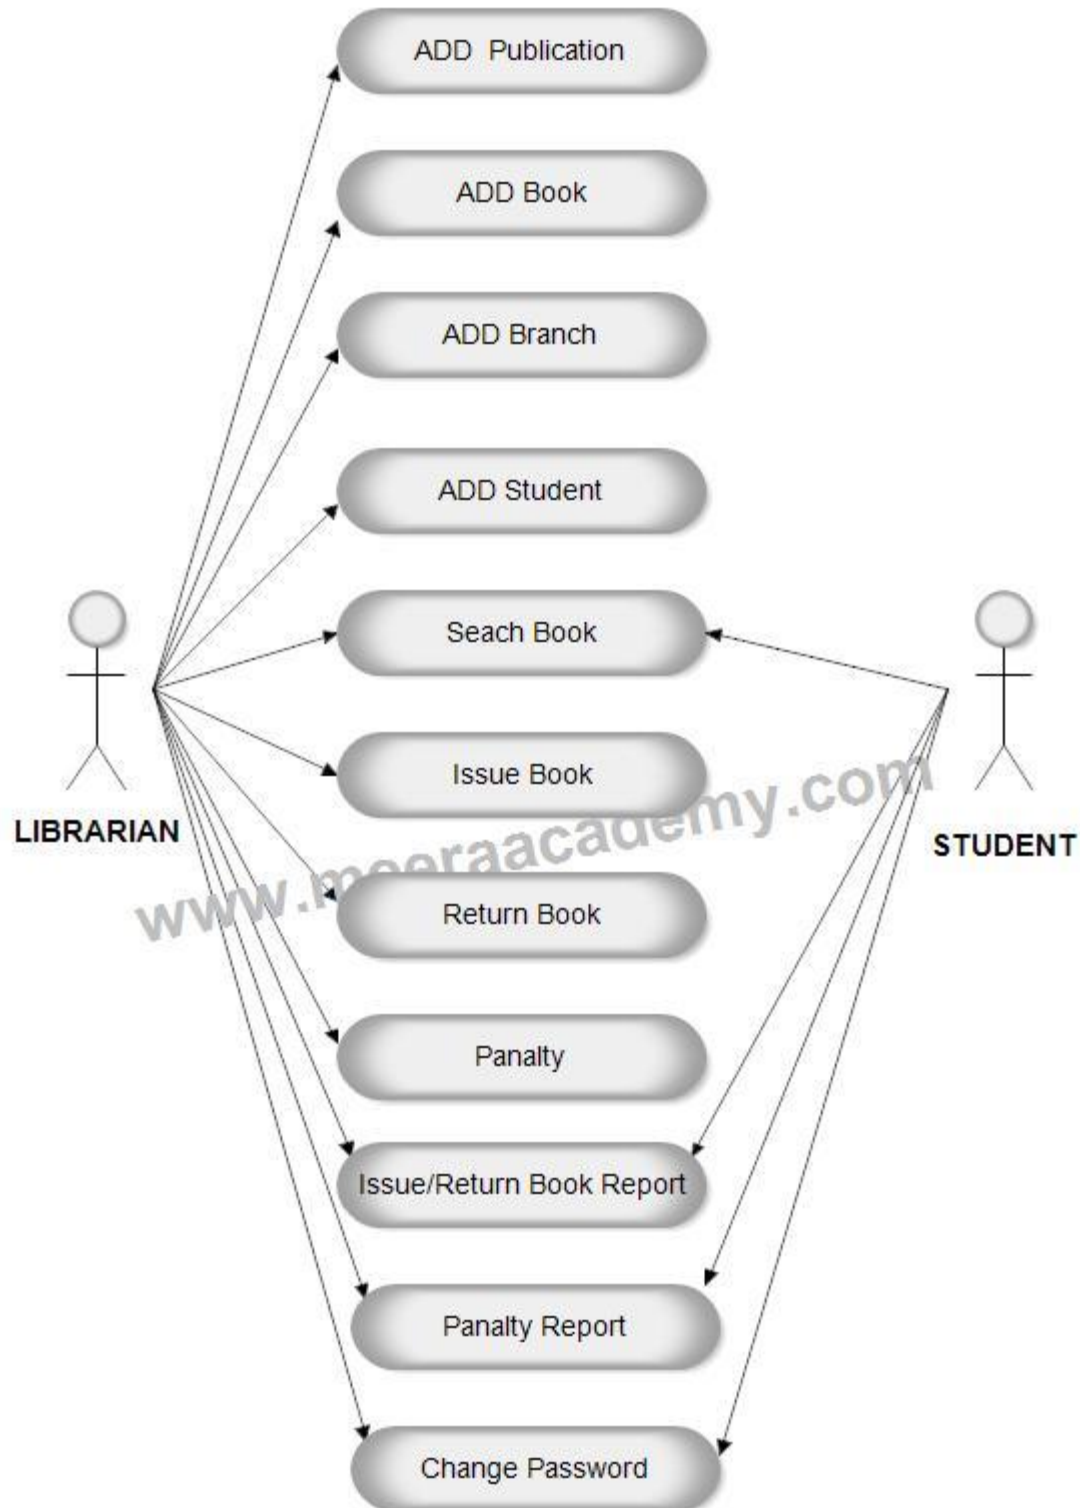 ADD Publication
ADD Book
ADD Branch
ADD Student
Seach Book
Issue Book
LIBRARIAN
STUDENT
www.meeraacademy.com
Return Book
Panalty
Issue/Return Book Report
Panalty Report
Change Password